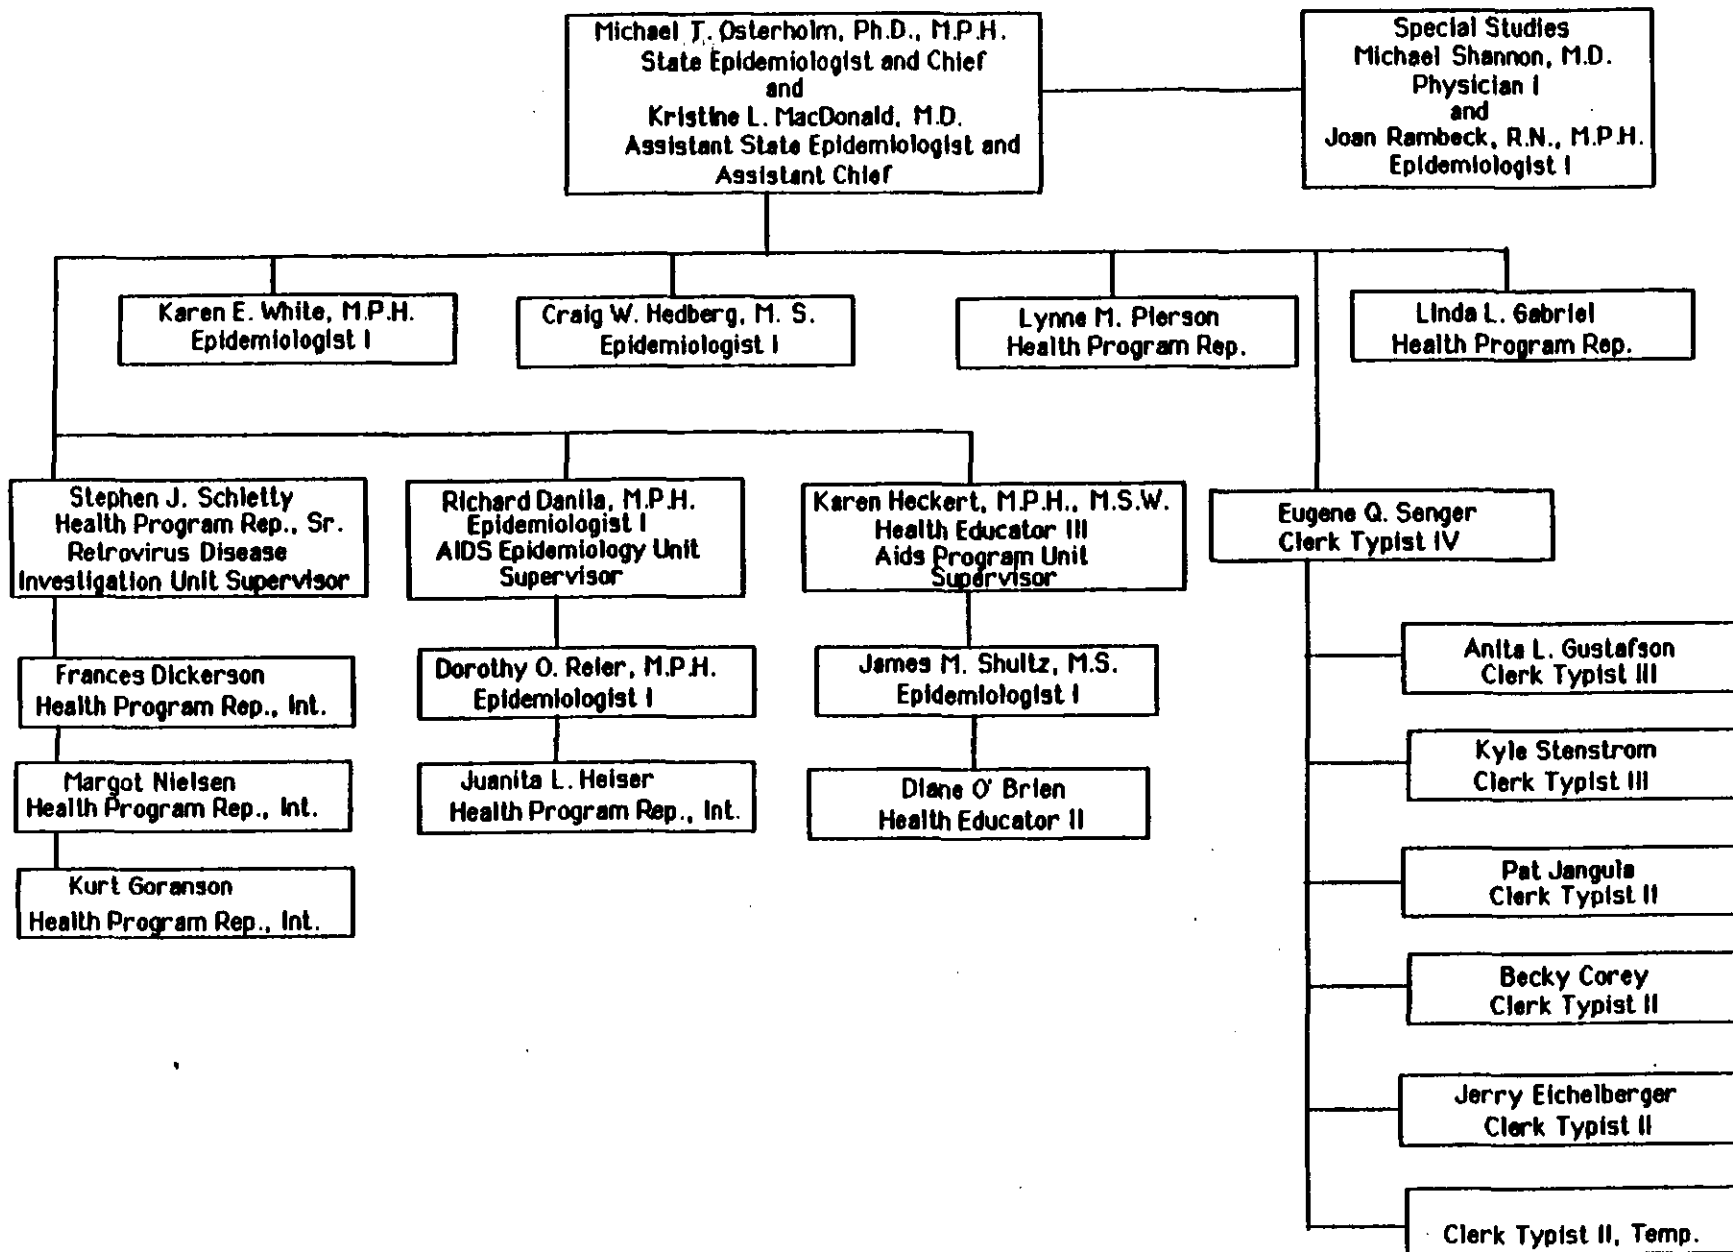 Michael T. Osterholm, Ph.D., M.P.H.
State Epidemiologist and Chief
and
Kristine L. MacDonald, M.D.
Assistant State Epidemiologist and
Assistant Chief
Special Studies
Michael Shannon, M.D.
Physician I
and
Joan Rambeck, R.N., M.P.H.
Epidemiologist I
Karen E. White, M.P.H.
Epidemiologist I
Craig W. Hedberg, M. S.
Epidemiologist I
Lynne M. Pierson
Health Program Rep.
Linda L. Gabriel
Health Program Rep.
Stephen J. Schletty
Health Program Rep., Sr.
Retrovirus Disease
Investigation Unit Supervisor
Richard Danila, M.P.H.
Epidemiologist I
AIDS Epidemiology Unit
Supervisor
Karen Heckert, M.P.H., M.S.W.
Health Educator III
Aids Program Unit
Supervisor
Eugene Q. Senger
Clerk Typist IV
Frances Dickerson
Health Program Rep., Int.
Margot Nielsen
Health Program Rep., Int.
Kurt Goranson
Health Program Rep., Int.
Dorothy O. Reier, M.P.H.
Epidemiologist I
Juanita L. Heiser
Health Program Rep., Int.
James M. Shultz, M.S.
Epidemiologist I
Diane O' Brien
Health Educator II
Anita L. Gustafson
Clerk Typist III
Kyle Stenstrom
Clerk Typist III
Pat Jangula
Clerk Typist II
Becky Corey
Clerk Typist II
Jerry Eichelberger
Clerk Typist II
Clerk Typist II, Temp.